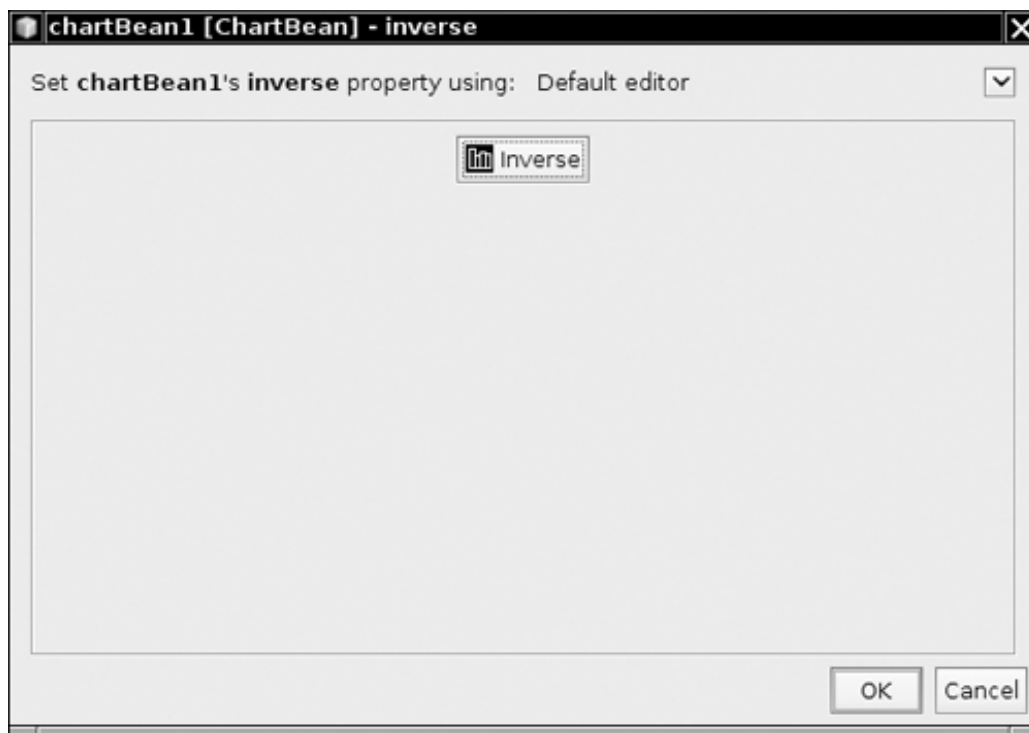 chartBean1 [ChartBean] - inverse
Set chartBean1's inverse property using: Default editor
Inverse
OK Cancel